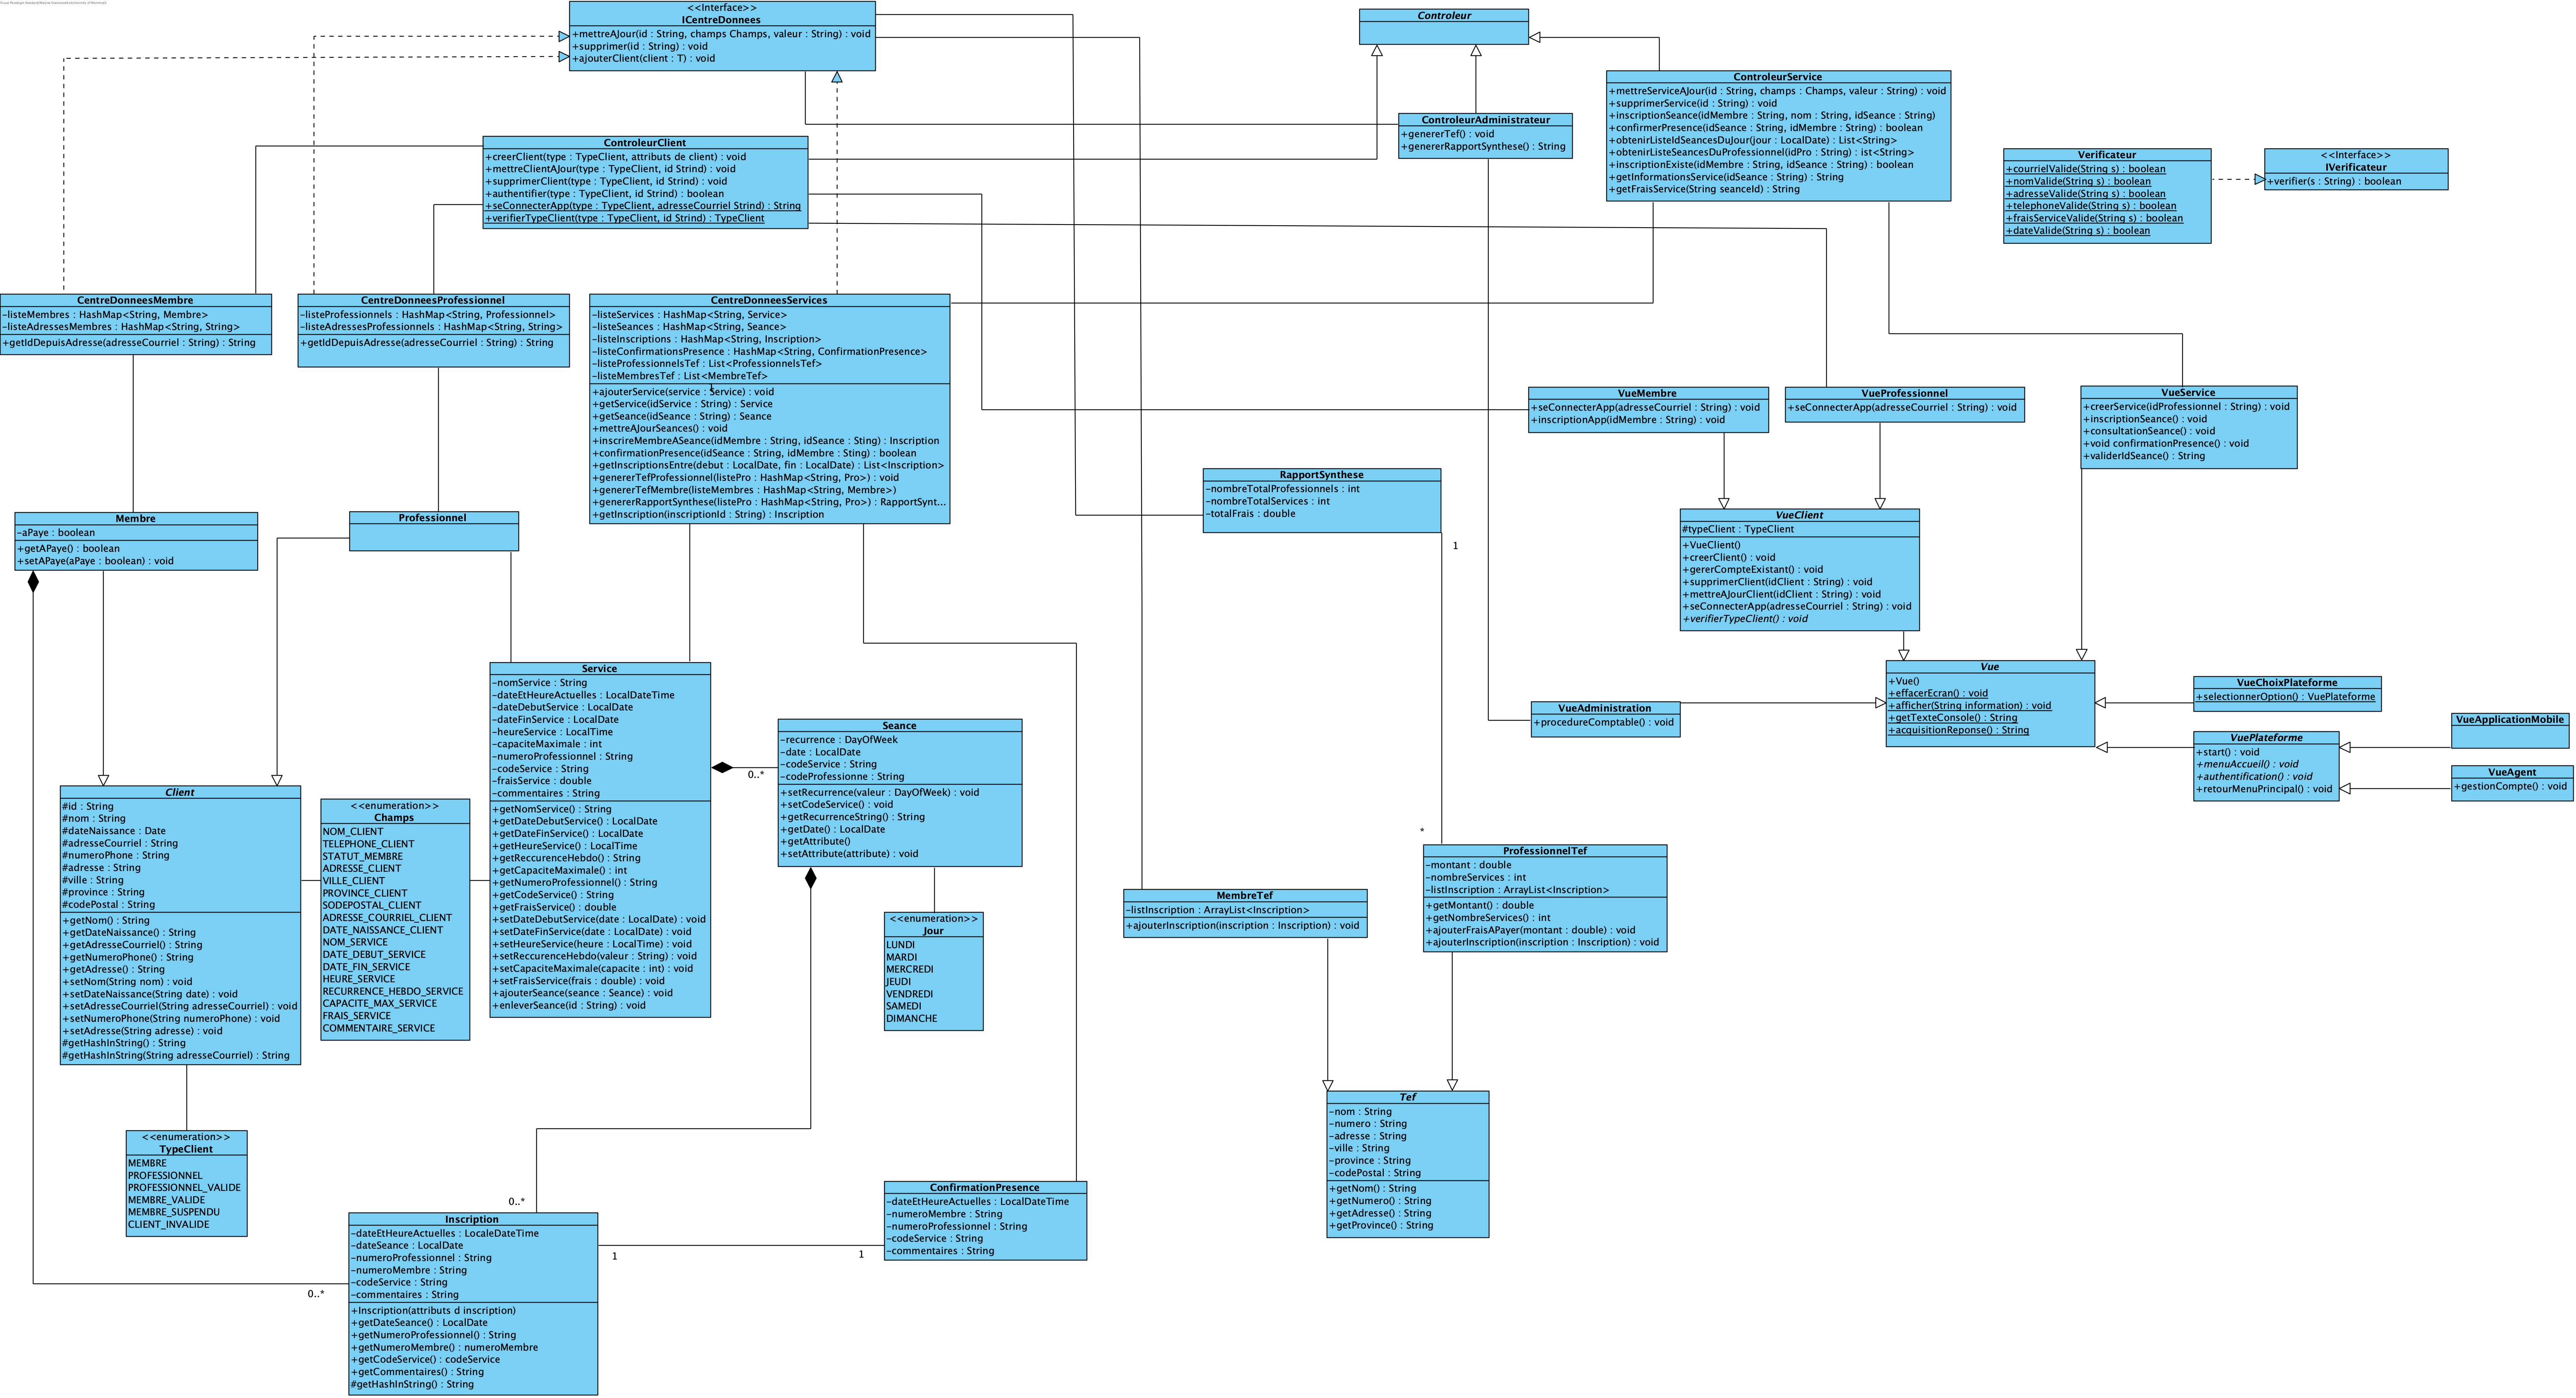 Visual Paradigm Standard(Wayne Ouassenou(University of Montreal))
<<Interface>>
ICentreDonnees
+mettreAJour(id : String, champs Champs, valeur : String) : void
+supprimer(id : String) : void
+ajouterClient(client : T) : void
Controleur
ControleurService
+mettreServiceAJour(id : String, champs : Champs, valeur : String) : void
+supprimerService(id : String) : void
+inscriptionSeance(idMembre : String, nom : String, idSeance : String)
+confirmerPresence(idSeance : String, idMembre : String) : boolean
+obtenirListeIdSeancesDuJour(jour : LocalDate) : List<String>
+obtenirListeSeancesDuProfessionnel(idPro : String) : ist<String>
+inscriptionExiste(idMembre : String, idSeance : String) : boolean
+getInformationsService(idSeance : String) : String
+getFraisService(String seanceId) : String
ControleurAdministrateur
+genererTef() : void
+genererRapportSynthese() : String
ControleurClient
+creerClient(type : TypeClient, attributs de client) : void
+mettreClientAJour(type : TypeClient, id Strind) : void
+supprimerClient(type : TypeClient, id Strind) : void
+authentifier(type : TypeClient, id Strind) : boolean
+seConnecterApp(type : TypeClient, adresseCourriel Strind) : String
+verifierTypeClient(type : TypeClient, id Strind) : TypeClient
Verificateur
+courrielValide(String s) : boolean
+nomValide(String s) : boolean
+adresseValide(String s) : boolean
+telephoneValide(String s) : boolean
+fraisServiceValide(String s) : boolean
+dateValide(String s) : boolean
<<Interface>>
IVerificateur
+verifier(s : String) : boolean
CentreDonneesMembre
-listeMembres : HashMap<String, Membre>
-listeAdressesMembres : HashMap<String, String>
+getIdDepuisAdresse(adresseCourriel : String) : String
CentreDonneesProfessionnel
-listeProfessionnels : HashMap<String, Professionnel>
-listeAdressesProfessionnels : HashMap<String, String>
+getIdDepuisAdresse(adresseCourriel : String) : String
CentreDonneesServices
-listeServices : HashMap<String, Service>
-listeSeances : HashMap<String, Seance>
-listeInscriptions : HashMap<String, Inscription>
-listeConfirmationsPresence : HashMap<String, ConfirmationPresence>
-listeProfessionnelsTef : List<ProfessionnelsTef>
-listeMembresTef : List<MembreTef>
1
+ajouterService(service : Service) : void
+getService(idService : String) : Service
+getSeance(idSeance : String) : Seance
+mettreAJourSeances() : void
+inscrireMembreASeance(idMembre : String, idSeance : Sting) : Inscription
+confirmationPresence(idSeance : String, idMembre : Sting) : boolean
+getInscriptionsEntre(debut : LocalDate, fin : LocalDate) : List<Inscription>
+genererTefProfessionnel(listePro : HashMap<String, Pro>) : void
+genererTefMembre(listeMembres : HashMap<String, Membre>)
+genererRapportSynthese(listePro : HashMap<String, Pro>) : RapportSynt...
+getInscription(inscriptionId : String) : Inscription
VueMembre
+seConnecterApp(adresseCourriel : String) : void
+inscriptionApp(idMembre : String) : void
VueProfessionnel
+seConnecterApp(adresseCourriel : String) : void
VueService
+creerService(idProfessionnel : String) : void
+inscriptionSeance() : void
+consultationSeance() : void
+void confirmationPresence() : void
+validerIdSeance() : String
RapportSynthese
-nombreTotalProfessionnels : int
-nombreTotalServices : int
-totalFrais : double
1
Membre
-aPaye : boolean
+getAPaye() : boolean
+setAPaye(aPaye : boolean) : void
Professionnel
VueClient
#typeClient : TypeClient
+VueClient()
+creerClient() : void
+gererCompteExistant() : void
+supprimerClient(idClient : String) : void
+mettreAJourClient(idClient : String) : void
+seConnecterApp(adresseCourriel : String) : void
+verifierTypeClient() : void
Service
-nomService : String
-dateEtHeureActuelles : LocalDateTime
-dateDebutService : LocalDate
-dateFinService : LocalDate
-heureService : LocalTime
-capaciteMaximale : int
-numeroProfessionnel : String
-codeService : String
-fraisService : double
-commentaires : String
+getNomService() : String
+getDateDebutService() : LocalDate
+getDateFinService() : LocalDate
+getHeureService() : LocalTime
+getReccurenceHebdo() : String
+getCapaciteMaximale() : int
+getNumeroProfessionnel() : String
+getCodeService() : String
+getFraisService() : double
+setDateDebutService(date : LocalDate) : void
+setDateFinService(date : LocalDate) : void
+setHeureService(heure : LocalTime) : void
+setReccurenceHebdo(valeur : String) : void
+setCapaciteMaximale(capacite : int) : void
+setFraisService(frais : double) : void
+ajouterSeance(seance : Seance) : void
+enleverSeance(id : String) : void
0..*
Seance
-recurrence : DayOfWeek
-date : LocalDate
-codeService : String
-codeProfessionne : String
+setRecurrence(valeur : DayOfWeek) : void
+setCodeService() : void
+getRecurrenceString() : String
+getDate() : LocalDate
+getAttribute()
+setAttribute(attribute) : void
Vue
+Vue()
+effacerEcran() : void
+afficher(String information) : void
+getTexteConsole() : String
+acquisitionReponse() : String
VueChoixPlateforme
+selectionnerOption() : VuePlateforme
VueAdministration
+procedureComptable() : void
VuePlateforme
+start() : void
+menuAccueil() : void
+authentification() : void
+retourMenuPrincipal() : void
VueApplicationMobile
VueAgent
+gestionCompte() : void
Client
#id : String
#nom : String
#dateNaissance : Date
#adresseCourriel : String
#numeroPhone : String
#adresse : String
#ville : String
#province : String
#codePostal : String
+getNom() : String
+getDateNaissance() : String
+getAdresseCourriel() : String
+getNumeroPhone() : String
+getAdresse() : String
+setNom(String nom) : void
+setDateNaissance(String date) : void
+setAdresseCourriel(String adresseCourriel) : void
+setNumeroPhone(String numeroPhone) : void
+setAdresse(String adresse) : void
#getHashInString() : String
#getHashInString(String adresseCourriel) : String
<<enumeration>>
Champs
NOM_CLIENT
TELEPHONE_CLIENT
STATUT_MEMBRE
ADRESSE_CLIENT
VILLE_CLIENT
PROVINCE_CLIENT
SODEPOSTAL_CLIENT
ADRESSE_COURRIEL_CLIENT
DATE_NAISSANCE_CLIENT
NOM_SERVICE
DATE_DEBUT_SERVICE
DATE_FIN_SERVICE
HEURE_SERVICE
RECURRENCE_HEBDO_SERVICE
CAPACITE_MAX_SERVICE
FRAIS_SERVICE
COMMENTAIRE_SERVICE
*
ProfessionnelTef
-montant : double
-nombreServices : int
-listInscription : ArrayList<Inscription>
+getMontant() : double
+getNombreServices() : int
+ajouterFraisAPayer(montant : double) : void
+ajouterInscription(inscription : Inscription) : void
MembreTef
-listInscription : ArrayList<Inscription>
+ajouterInscription(inscription : Inscription) : void
<<enumeration>>
Jour
LUNDI
MARDI
MERCREDI
JEUDI
VENDREDI
SAMEDI
DIMANCHE
Tef
-nom : String
-numero : String
-adresse : String
-ville : String
-province : String
-codePostal : String
+getNom() : String
+getNumero() : String
+getAdresse() : String
+getProvince() : String
<<enumeration>>
TypeClient
MEMBRE
PROFESSIONNEL
PROFESSIONNEL_VALIDE
MEMBRE_VALIDE
MEMBRE_SUSPENDU
CLIENT_INVALIDE
ConfirmationPresence
-dateEtHeureActuelles : LocalDateTime
-numeroMembre : String
-numeroProfessionnel : String
-codeService : String
-commentaires : String
0..*
0..*
1
1
Inscription
-dateEtHeureActuelles : LocaleDateTime
-dateSeance : LocalDate
-numeroProfessionnel : String
-numeroMembre : String
-codeService : String
-commentaires : String
+Inscription(attributs d inscription)
+getDateSeance() : LocalDate
+getNumeroProfessionnel() : String
+getNumeroMembre() : numeroMembre
+getCodeService() : codeService
+getCommentaires() : String
#getHashInString() : String